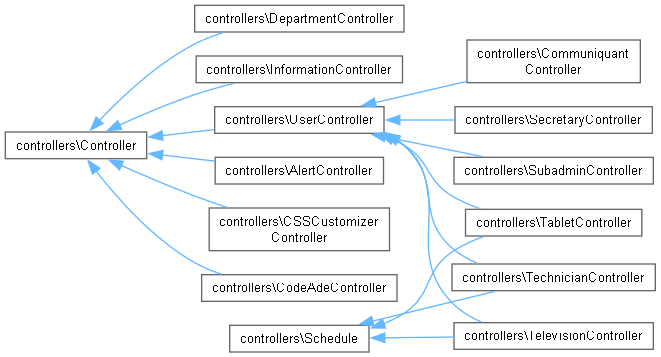 controllers\DepartmentController
controllers\InformationController
controllers\Communiquant
Controller
controllers\UserController
controllers\SecretaryController
controllers\Controller
controllers\AlertController
controllers\SubadminController
controllers\CSSCustomizer
Controller
controllers\TabletController
controllers\CodeAdeController
controllers\TechnicianController
controllers\Schedule
controllers\TelevisionController